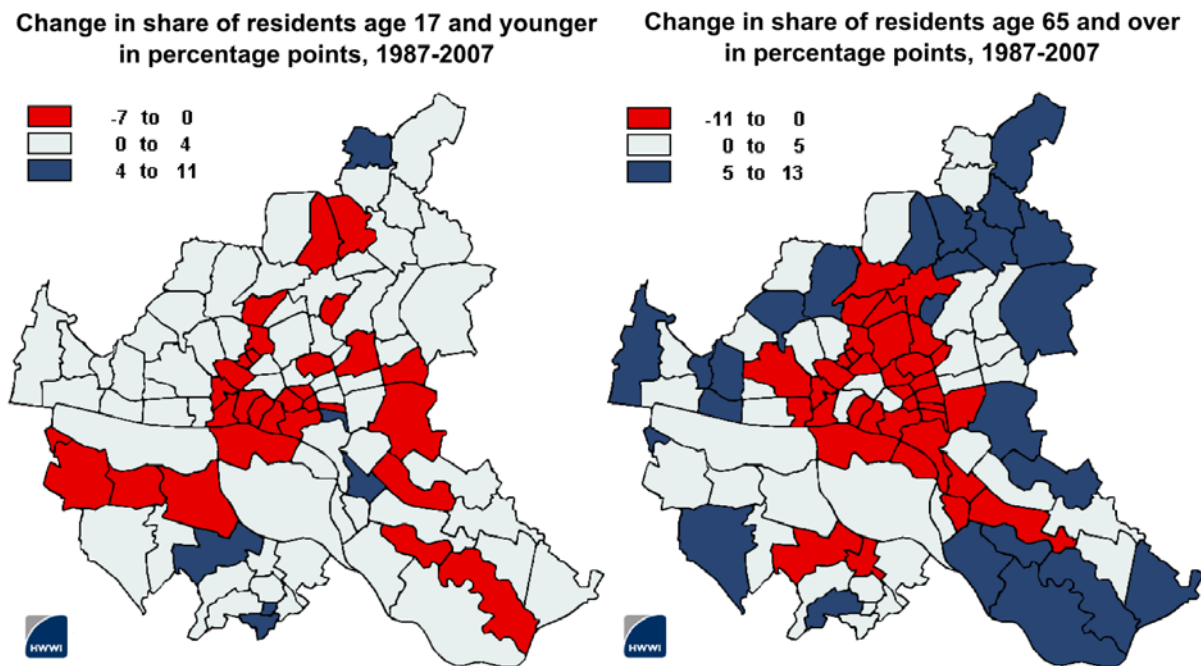 Change in share of residents age 17 and younger
in percentage points, 1987-2007
-7 to 0
0 to 4
4 to 11
HWWI
Change in share of residents age 65 and over
in percentage points, 1987-2007
-11 to 0
0 to 5
5 to 13
HWWI